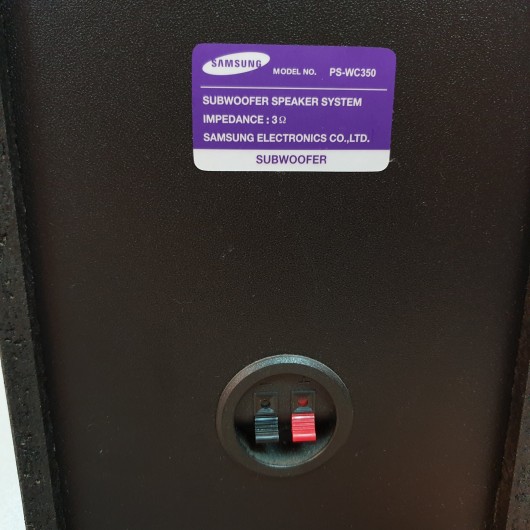 SAMSUNG MODEL NO. PS-WC350
SUBWOOFER SPEAKER SYSTEM
IMPEDANCE : 3Ω
SAMSUNG ELECTRONICS CO.,LTD.
SUBWOOFER